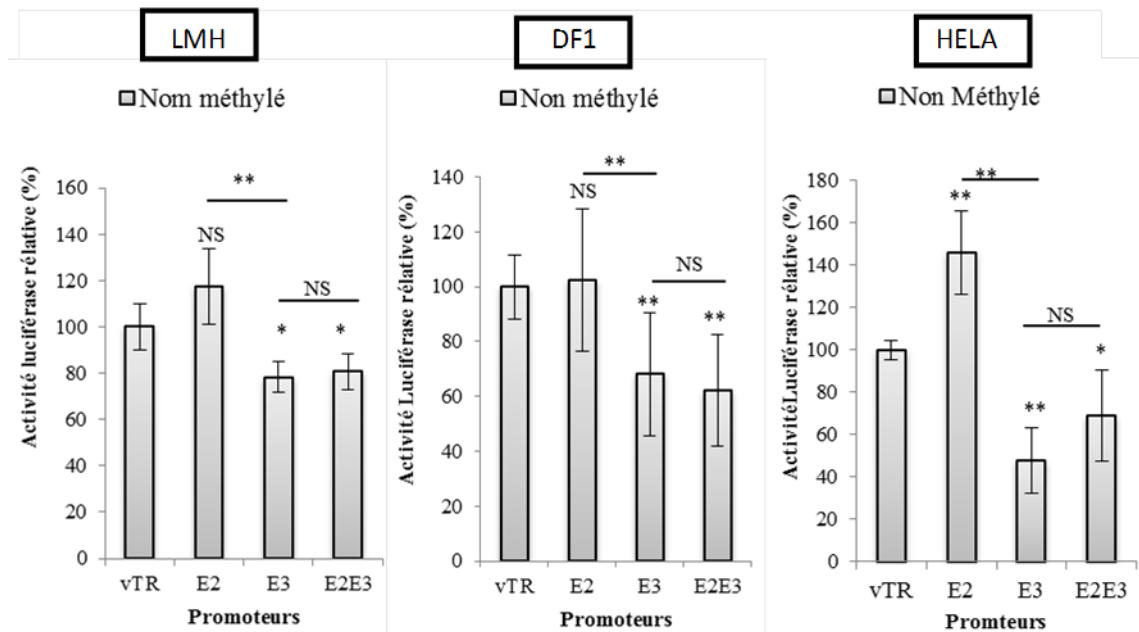 LMH
DF1
HELA
Nom méthylé
Non méthylé
Non Méthylé
Activité luciférase rélative (%)
160
140
120
100
80
60
40
20
0
**
NS
NS
*
*
vTR
E2
E3
E2E3
Promoteurs
Activité Luciférase rélative (%)
140
120
100
80
60
40
20
0
**
NS
NS
**
**
vTR
E2
E3
E2E3
Promoteurs
ActivitéLuciférase rélative (%)
180
160
140
120
100
80
60
40
20
0
**
**
NS
*
**
vTR
E2
E3
E2E3
Promteurs